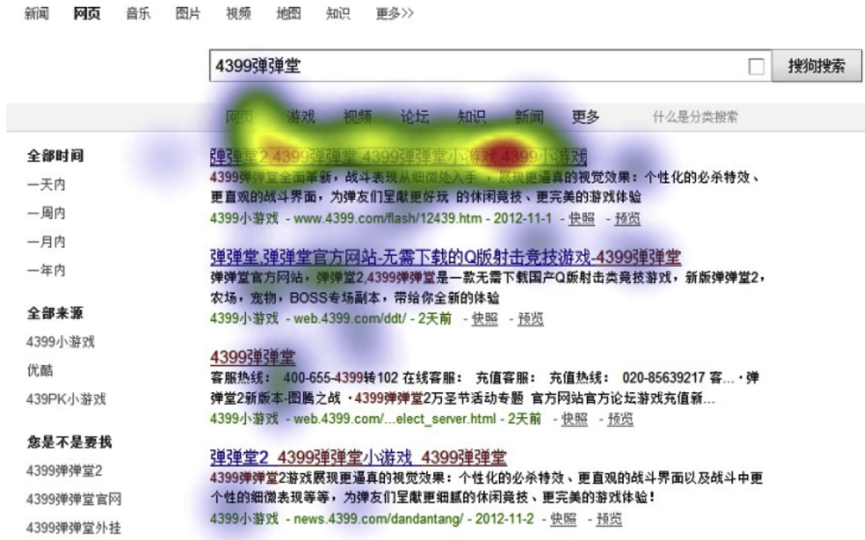 新闻 网页 音乐 图片 视频 地图 知识 更多>>
4399弹弹堂 搜狗搜索
网页 游戏 视频 论坛 知识 新闻 更多 什么是分类搜索
全部时间
一天内
一周内
一月内
一年内
全部来源
4399小游戏
优酷
439PK小游戏
您是不是要找
4399弹弹堂2
4399弹弹堂官网
4399弹弹堂外挂
弹弹堂2,4399弹弹堂,4399弹弹堂小游戏,4399小游戏
4399弹弹堂全面革新，战斗表现从细微处入手，展现更逼真的视觉效果：个性化的必杀特效、
更直观的战斗界面，为弹友们呈献更好玩 的休闲竞技、更完美的游戏体验
4399小游戏 - www.4399.com/flash/12439.htm - 2012-11-1 - 快照 - 预览
弹弹堂,弹弹堂官方网站-无需下载的Q版射击竞技游戏-4399弹弹堂
弹弹堂官方网站，弹弹堂2,4399弹弹堂是一款无需下载国产Q版射击类竞技游戏，新版弹弹堂2，
农场，宠物，BOSS专场副本，带给你全新的体验
4399小游戏 - web.4399.com/ddt/ - 2天前 - 快照 - 预览
4399弹弹堂
客服热线： 400-655-4399转102 在线客服： 充值客服： 充值热线： 020-85639217 客...·弹
弹堂2新版本-图腾之战 ·4399弹弹堂2万圣节活动专题 官方网站官方论坛游戏充值新...
4399小游戏 - web.4399.com/...elect_server.html - 2天前 - 快照 - 预览
弹弹堂2_4399弹弹堂小游戏_4399弹弹堂
4399弹弹堂2游戏展现更逼真的视觉效果：个性化的必杀特效、更直观的战斗界面以及战斗中更
个性的细微表现等等，为弹友们呈献更细腻的休闲竞技、更完美的游戏体验！
4399小游戏 - news.4399.com/dandantang/ - 2012-11-2 - 快照 - 预览